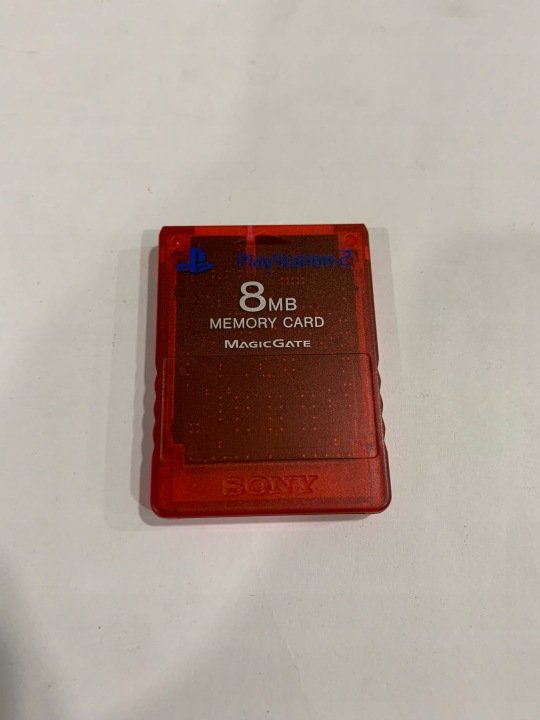 PlayStation 2
8MB
MEMORY CARD
MAGICGATE
SONY